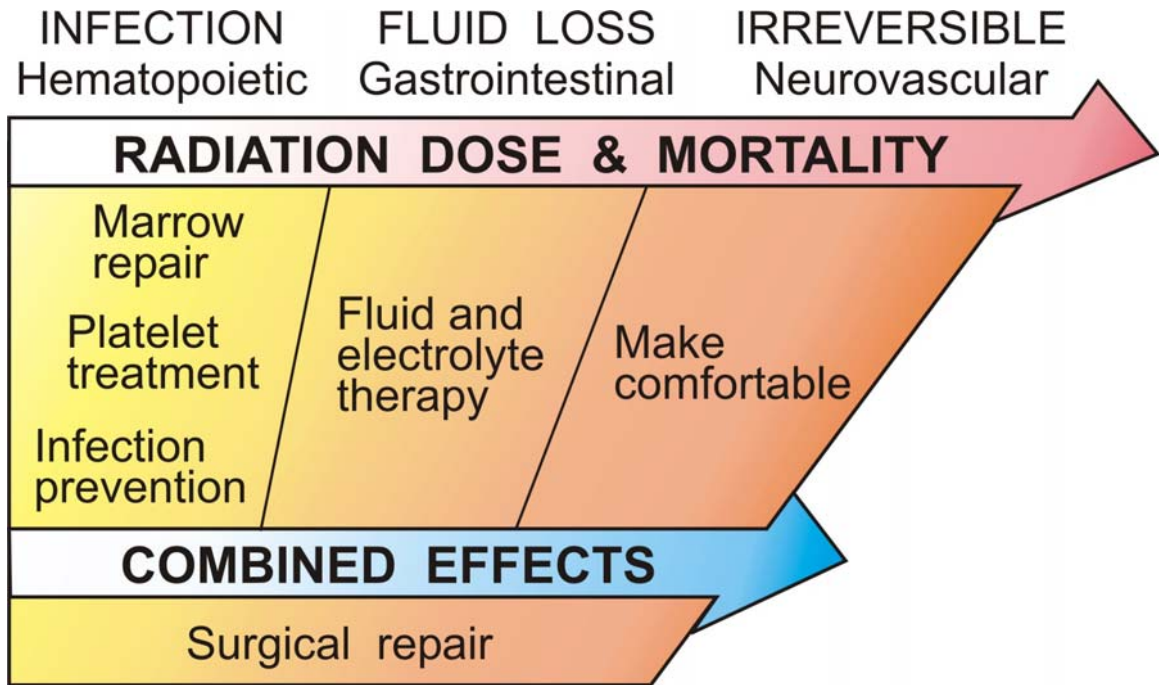 INFECTION
Hematopoietic
FLUID LOSS
Gastrointestinal
IRREVERSIBLE
Neurovascular
RADIATION DOSE & MORTALITY
Marrow
repair
Platelet
treatment
Infection
prevention
Fluid and
electrolyte
therapy
Make
comfortable
COMBINED EFFECTS
Surgical repair